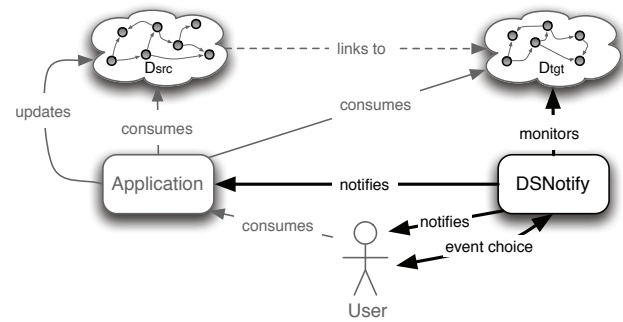 links to
Dsrc
Dtgt
updates
consumes
consumes
monitors
Application
notifies
DSNotify
consumes
notifies
event choice
User